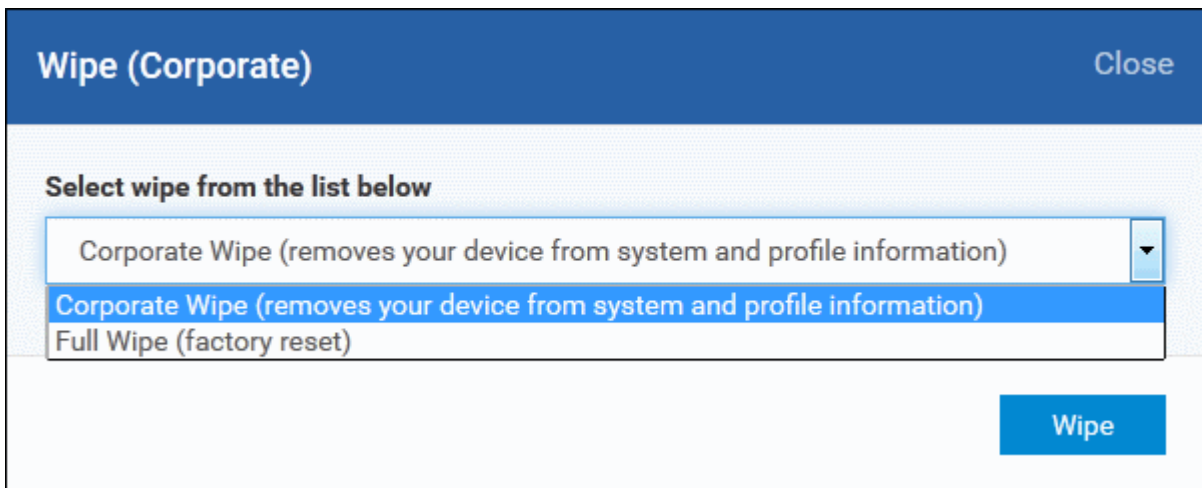 Wipe (Corporate)
Close
Select wipe from the list below
Corporate Wipe (removes your device from system and profile information)
Corporate Wipe (removes your device from system and profile information)
Full Wipe (factory reset)
Wipe